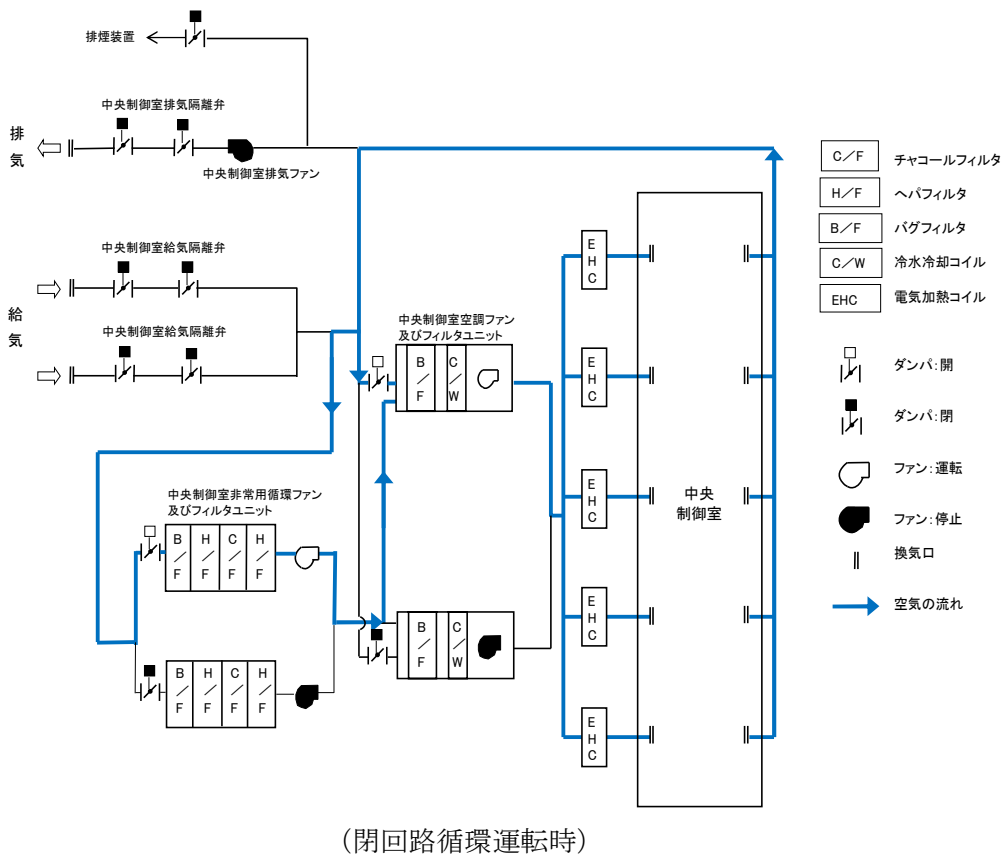 排煙装置
中央制御室排気隔離弁
排
気
中央制御室排気ファン
中央制御室給気隔離弁
給
気
中央制御室給気隔離弁
中央制御室空調ファン
及びフィルタユニット
B/F
C/W
中央制御室非常用循環ファン
及びフィルタユニット
B/F
H/F
C/F
H/F
B/F
H/F
C/F
H/F
B/F
C/W
EHC
EHC
EHC
EHC
EHC
中央
制御室
C/F チャコールフィルタ
H/F ヘパフィルタ
B/F バグフィルタ
C/W 冷水冷却コイル
EHC 電気加熱コイル
ダンパ:開
ダンパ:閉
ファン:運転
ファン:停止
換気口
空気の流れ
(閉回路循環運転時)